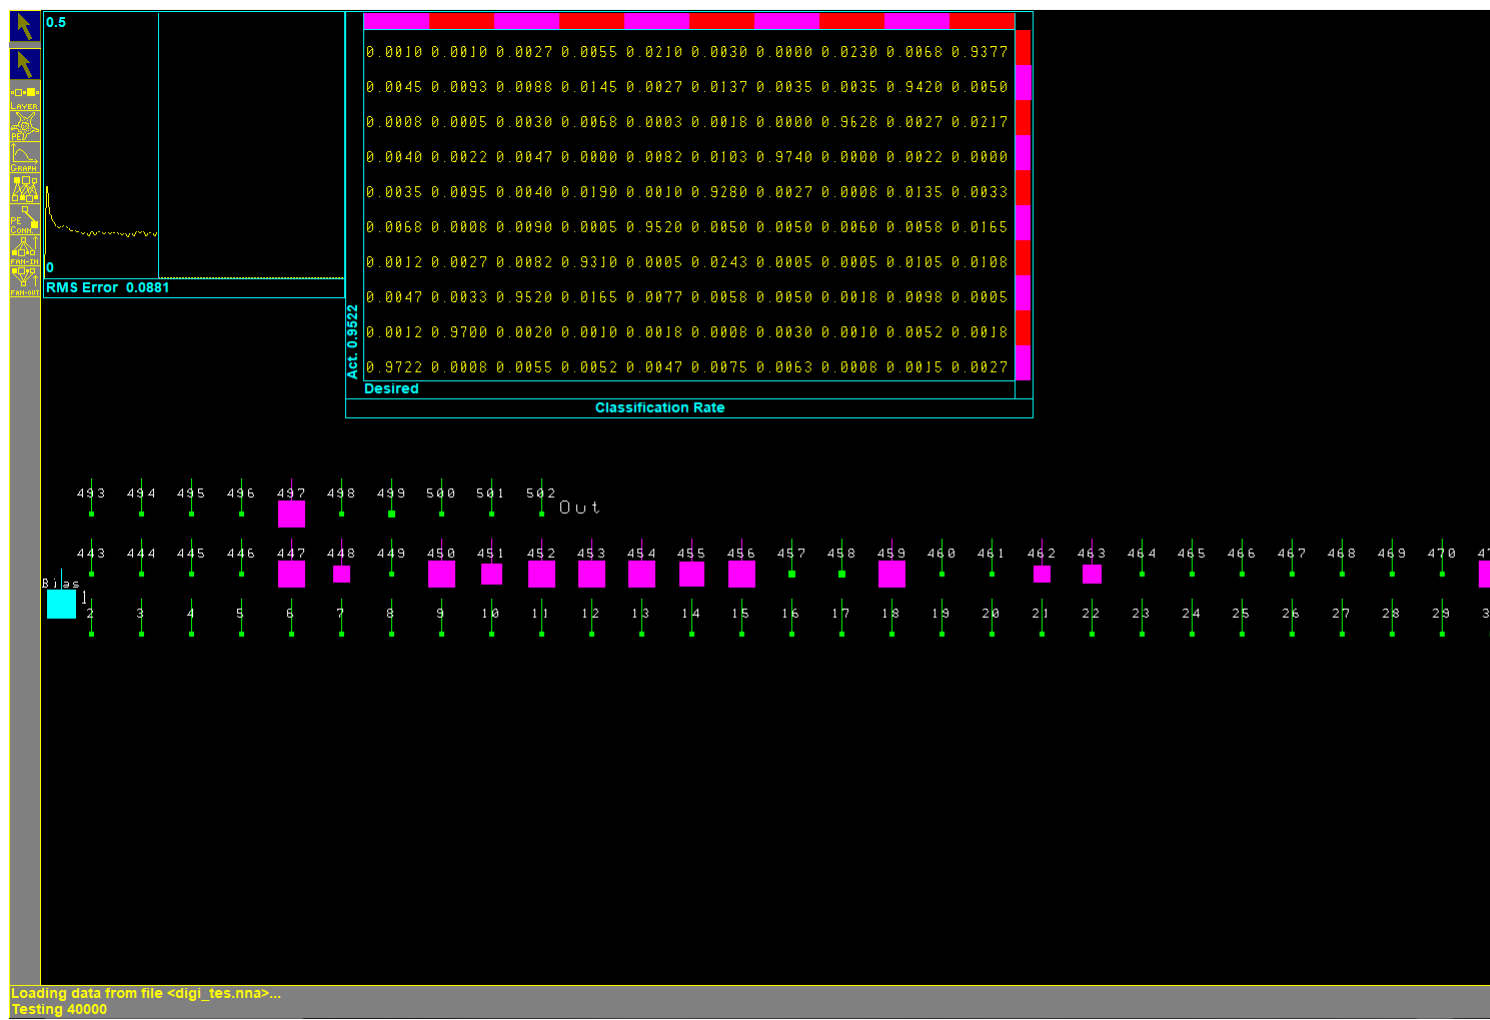 0.5
LAYER
PE
GRAPH
PE
CONN.
FAN-IN
FAN-OUT
0
RMS Error 0.0881
0.0010 0.0010 0.0027 0.0055 0.0210 0.0030 0.0000 0.0230 0.0068 0.9377
0.0045 0.0093 0.0088 0.0145 0.0027 0.0137 0.0035 0.0035 0.9420 0.0050
0.0008 0.0005 0.0030 0.0068 0.0003 0.0018 0.0000 0.9628 0.0027 0.0217
0.0040 0.0022 0.0047 0.0000 0.0082 0.0103 0.9740 0.0000 0.0022 0.0000
0.0035 0.0095 0.0040 0.0190 0.0010 0.9280 0.0027 0.0008 0.0135 0.0033
0.0068 0.0008 0.0090 0.0005 0.9520 0.0050 0.0050 0.0060 0.0058 0.0165
0.0012 0.0027 0.0082 0.9310 0.0005 0.0243 0.0005 0.0005 0.0105 0.0108
0.0047 0.0033 0.9520 0.0165 0.0077 0.0058 0.0050 0.0018 0.0098 0.0005
0.0012 0.9700 0.0020 0.0010 0.0018 0.0008 0.0030 0.0010 0.0052 0.0018
0.9722 0.0008 0.0055 0.0052 0.0047 0.0075 0.0063 0.0008 0.0015 0.0027
Act. 0.9522
Desired
Classification Rate
493 494 495 496 497 498 499 500 501 502 Out
443 444 445 446 447 448 449 450 451 452 453 454 455 456 457 458 459 460 461 462 463 464 465 466 467 468 469 470
Bias
1
2 3 4 5 6 7 8 9 10 11 12 13 14 15 16 17 18 19 20 21 22 23 24 25 26 27 28 29
Loading data from file <digi_tes.nna>...
Testing 40000